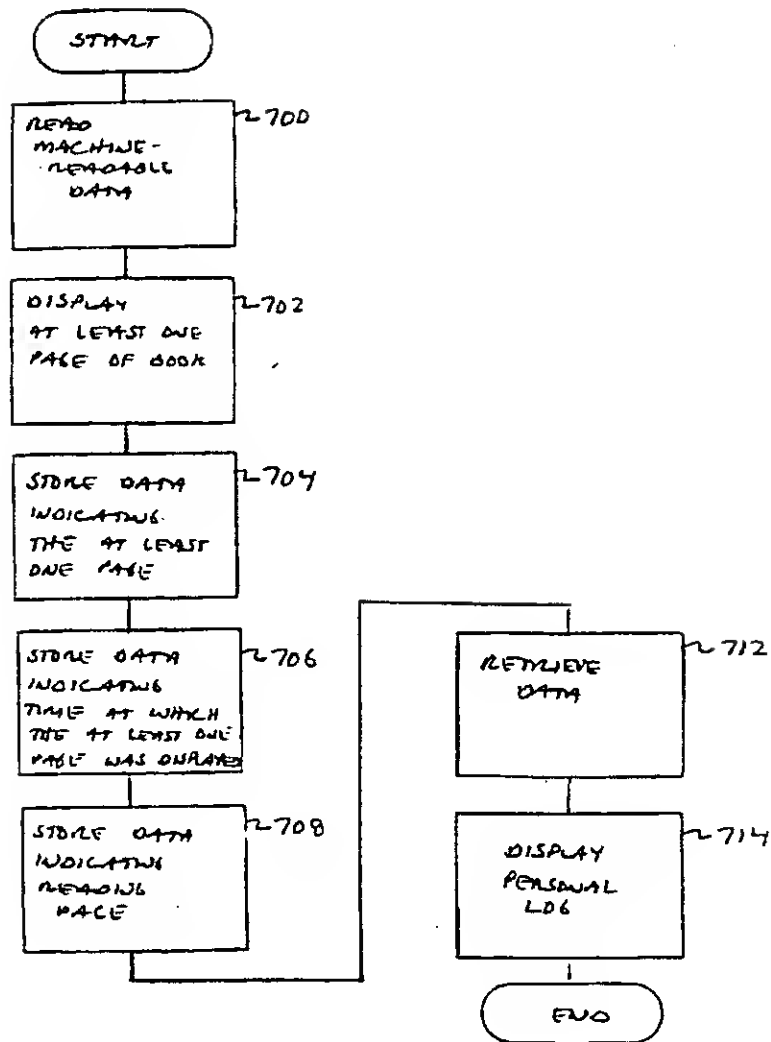 START
READ
MACHINE-
READABLE
DATA
700
DISPLAY
AT LEAST ONE
PAGE OF BOOK
702
STORE DATA
INDICATING
THE AT LEAST
ONE PAGE
704
STORE DATA
INDICATING
TIME AT WHICH
THE AT LEAST ONE
PAGE WAS DISPLAYED
706
STORE DATA
INDICATING
READING
PACE
708
RETRIEVE
DATA
712
DISPLAY
PERSONAL
LOG
714
END